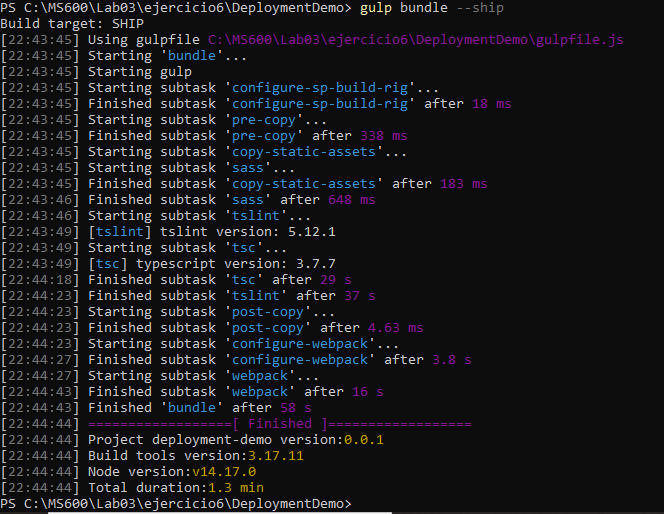 PS C:\MS600\Lab03\ejercicio6\DeploymentDemo> gulp bundle --ship
Build target: SHIP
[22:43:45] Using gulpfile C:\MS600\Lab03\ejercicio6\DeploymentDemo\gulpfile.js
[22:43:45] Starting 'bundle'...
[22:43:45] Starting gulp
[22:43:45] Starting subtask 'configure-sp-build-rig'...
[22:43:45] Finished subtask 'configure-sp-build-rig' after 18 ms
[22:43:45] Starting subtask 'pre-copy'...
[22:43:45] Finished subtask 'pre-copy' after 338 ms
[22:43:45] Starting subtask 'copy-static-assets'...
[22:43:45] Starting subtask 'sass'...
[22:43:45] Finished subtask 'copy-static-assets' after 183 ms
[22:43:46] Finished subtask 'sass' after 648 ms
[22:43:46] Starting subtask 'tslint'...
[22:43:49] [tslint] tslint version: 5.12.1
[22:43:49] Starting subtask 'tsc'...
[22:43:49] [tsc] typescript version: 3.7.7
[22:44:18] Finished subtask 'tsc' after 29 s
[22:44:23] Finished subtask 'tslint' after 37 s
[22:44:23] Starting subtask 'post-copy'...
[22:44:23] Finished subtask 'post-copy' after 4.63 ms
[22:44:23] Starting subtask 'configure-webpack'...
[22:44:27] Finished subtask 'configure-webpack' after 3.8 s
[22:44:27] Starting subtask 'webpack'...
[22:44:43] Finished subtask 'webpack' after 16 s
[22:44:43] Finished 'bundle' after 58 s
[22:44:44] ==================[ Finished ]==================
[22:44:44] Project deployment-demo version:0.0.1
[22:44:44] Build tools version:3.17.11
[22:44:44] Node version:v14.17.0
[22:44:44] Total duration:1.3 min
PS C:\MS600\Lab03\ejercicio6\DeploymentDemo>